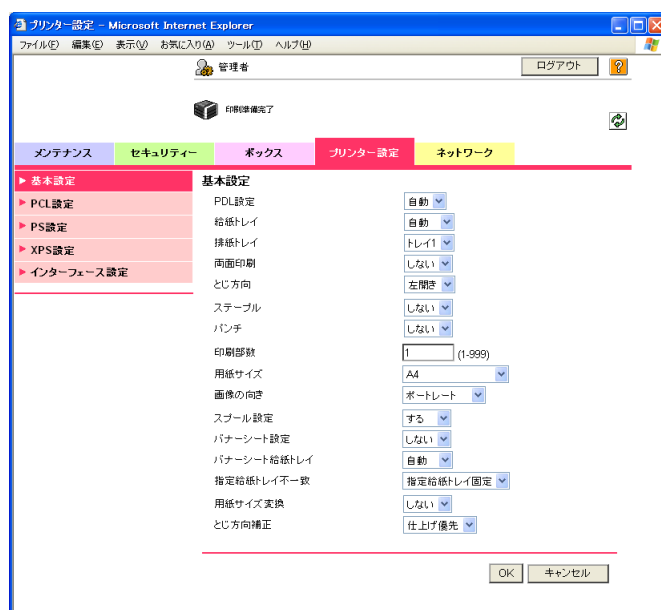 プリンター設定 - Microsoft Internet Explorer
ファイル(F) 編集(E) 表示(V) お気に入り(A) ツール(T) ヘルプ(H)
管理者 ログアウト ?
印刷準備完了
メンテナンス セキュリティー ボックス プリンター設定 ネットワーク
基本設定
PCL設定
PS設定
XPS設定
インターフェース設定
基本設定
PDL設定 自動
給紙トレイ 自動
排紙トレイ トレイ1
両面印刷 しない
とじ方向 左開き
ステープル しない
パンチ しない
印刷部数 1 (1-999)
用紙サイズ A4
画像の向き ポートレート
スプール設定 する
バナーシート設定 しない
バナーシート給紙トレイ 自動
指定給紙トレイ不一致 指定給紙トレイ固定
用紙サイズ変換 しない
とじ方向補正 仕上げ優先
OK キャンセル